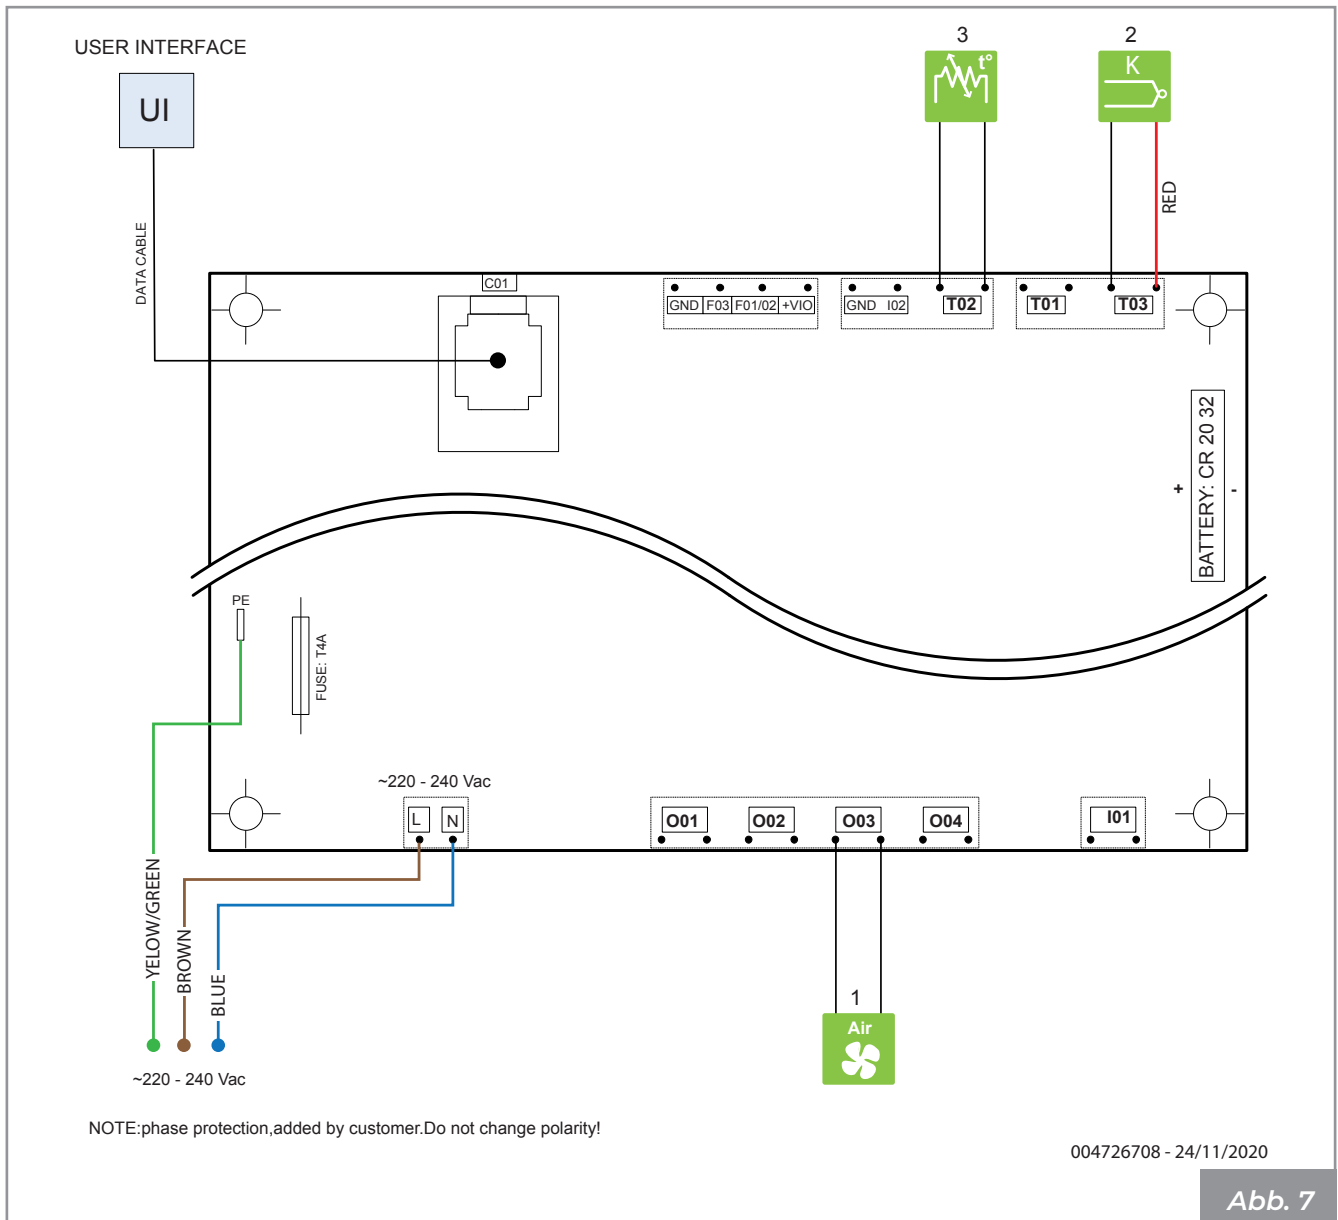 USER INTERFACE
UI
DATA CABLE
3
t°
2
K
RED
C01
GND F03 F01/02 +VIO
GND I02 T02
T01 T03
BATTERY: CR 20 32
+ -
PE
FUSE: T4A
~220 - 240 Vac
L N
O01 O02 O03 O04
I01
YELOW/GREEN
BROWN
BLUE
~220 - 240 Vac
1
Air
NOTE:phase protection,added by customer.Do not change polarity!
004726708 - 24/11/2020
Abb. 7